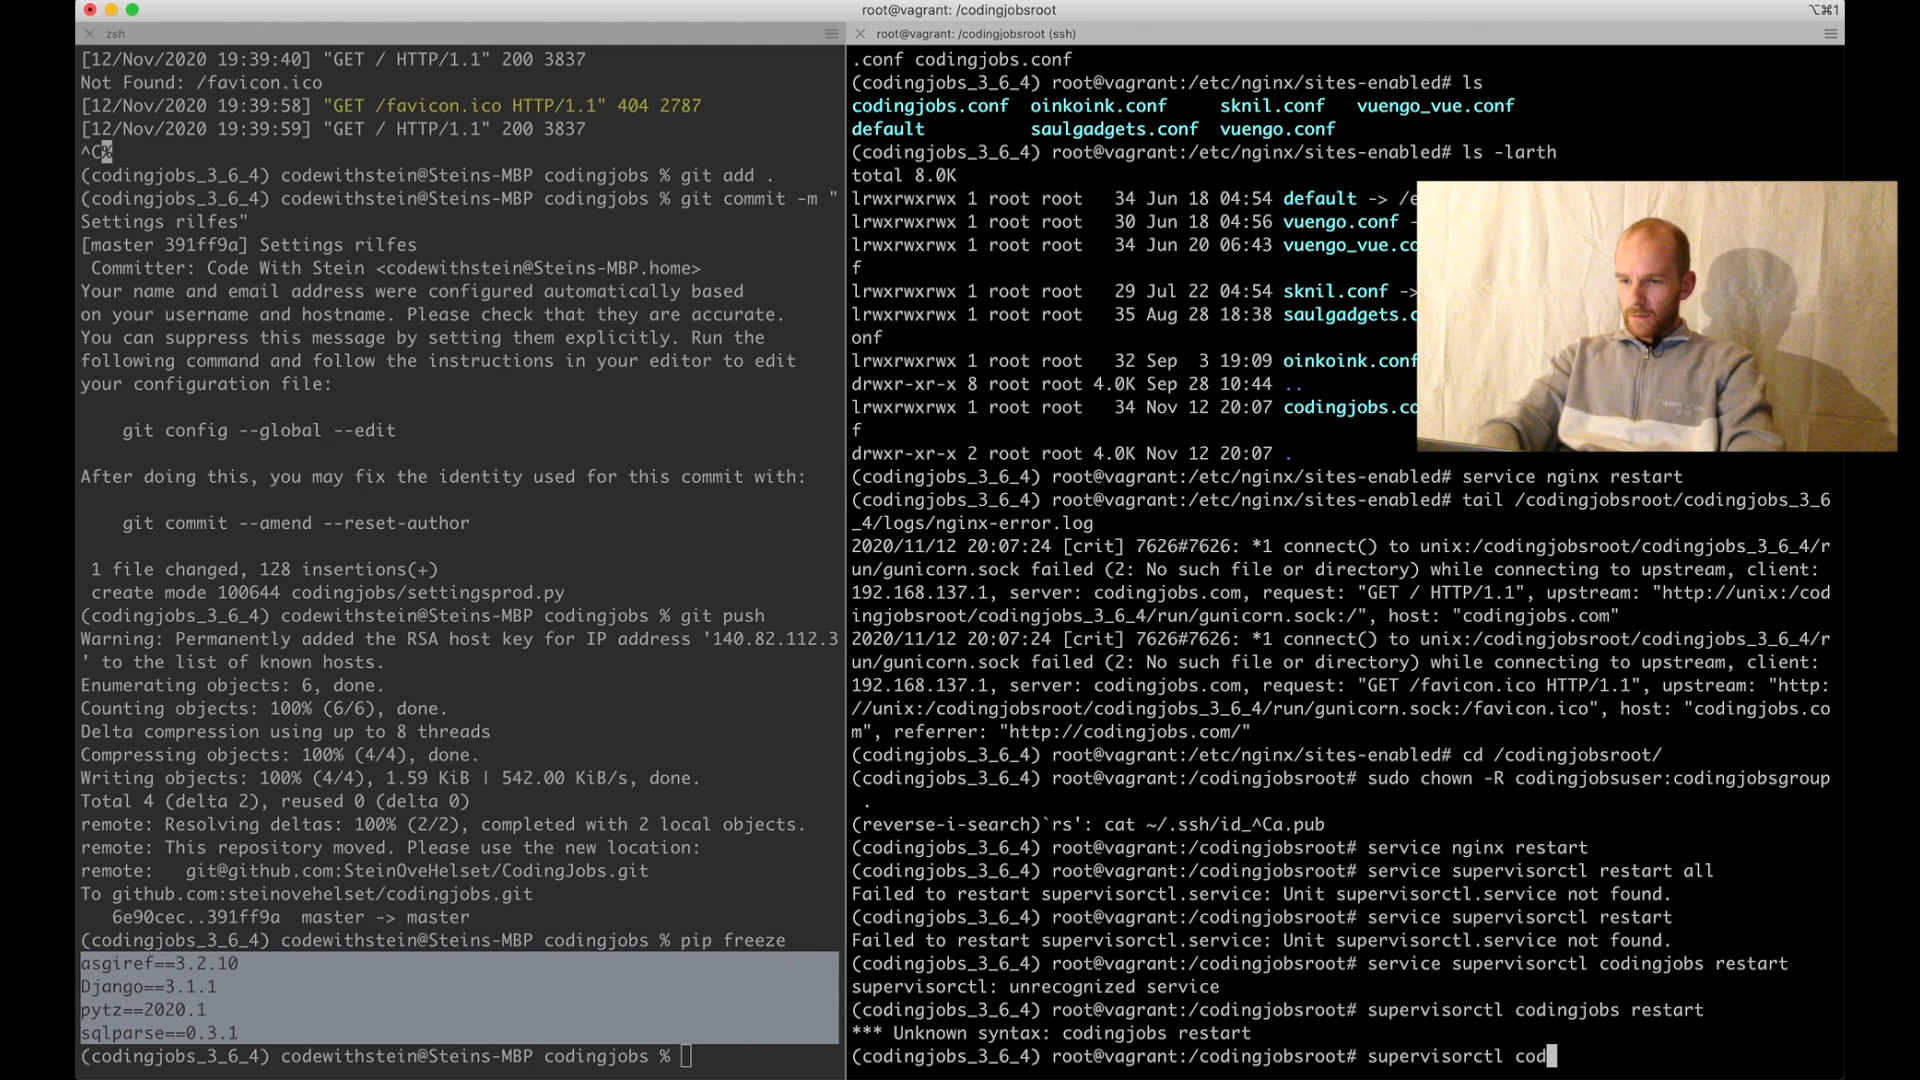 root@vagrant: /codingjobsroot
⌥⌘1
zsh
root@vagrant: /codingjobsroot (ssh)
[12/Nov/2020 19:39:40] "GET / HTTP/1.1" 200 3837
Not Found: /favicon.ico
[12/Nov/2020 19:39:58] "GET /favicon.ico HTTP/1.1" 404 2787
[12/Nov/2020 19:39:59] "GET / HTTP/1.1" 200 3837
^C%
(codingjobs_3_6_4) codewithstein@Steins-MBP codingjobs % git add .
(codingjobs_3_6_4) codewithstein@Steins-MBP codingjobs % git commit -m "
Settings rilfes"
[master 391ff9a] Settings rilfes
Committer: Code With Stein <codewithstein@Steins-MBP.home>
Your name and email address were configured automatically based
on your username and hostname. Please check that they are accurate.
You can suppress this message by setting them explicitly. Run the
following command and follow the instructions in your editor to edit
your configuration file:
git config --global --edit
After doing this, you may fix the identity used for this commit with:
git commit --amend --reset-author
1 file changed, 128 insertions(+)
create mode 100644 codingjobs/settingsprod.py
(codingjobs_3_6_4) codewithstein@Steins-MBP codingjobs % git push
Warning: Permanently added the RSA host key for IP address '140.82.112.3
' to the list of known hosts.
Enumerating objects: 6, done.
Counting objects: 100% (6/6), done.
Delta compression using up to 8 threads
Compressing objects: 100% (4/4), done.
Writing objects: 100% (4/4), 1.59 KiB | 542.00 KiB/s, done.
Total 4 (delta 2), reused 0 (delta 0)
remote: Resolving deltas: 100% (2/2), completed with 2 local objects.
remote: This repository moved. Please use the new location:
remote:   git@github.com:SteinOveHelset/CodingJobs.git
To github.com:steinovehelset/codingjobs.git
6e90cec..391ff9a  master -> master
(codingjobs_3_6_4) codewithstein@Steins-MBP codingjobs % pip freeze
asgiref==3.2.10
Django==3.1.1
pytz==2020.1
sqlparse==0.3.1
(codingjobs_3_6_4) codewithstein@Steins-MBP codingjobs %
.conf codingjobs.conf
(codingjobs_3_6_4) root@vagrant:/etc/nginx/sites-enabled# ls
codingjobs.conf  oinkoink.conf     sknil.conf   vuengo_vue.conf
default          saulgadgets.conf  vuengo.conf
(codingjobs_3_6_4) root@vagrant:/etc/nginx/sites-enabled# ls -larth
total 8.0K
lrwxrwxrwx 1 root root   34 Jun 18 04:54 default -> /e
lrwxrwxrwx 1 root root   30 Jun 18 04:56 vuengo.conf -
lrwxrwxrwx 1 root root   34 Jun 20 06:43 vuengo_vue.co
f
lrwxrwxrwx 1 root root   29 Jul 22 04:54 sknil.conf ->
lrwxrwxrwx 1 root root   35 Aug 28 18:38 saulgadgets.c
onf
lrwxrwxrwx 1 root root   32 Sep  3 19:09 oinkoink.conf
drwxr-xr-x 8 root root 4.0K Sep 28 10:44 ..
lrwxrwxrwx 1 root root   34 Nov 12 20:07 codingjobs.co
f
drwxr-xr-x 2 root root 4.0K Nov 12 20:07 .
(codingjobs_3_6_4) root@vagrant:/etc/nginx/sites-enabled# service nginx restart
(codingjobs_3_6_4) root@vagrant:/etc/nginx/sites-enabled# tail /codingjobsroot/codingjobs_3_6
_4/logs/nginx-error.log
2020/11/12 20:07:24 [crit] 7626#7626: *1 connect() to unix:/codingjobsroot/codingjobs_3_6_4/r
un/gunicorn.sock failed (2: No such file or directory) while connecting to upstream, client:
192.168.137.1, server: codingjobs.com, request: "GET / HTTP/1.1", upstream: "http://unix:/cod
ingjobsroot/codingjobs_3_6_4/run/gunicorn.sock:/", host: "codingjobs.com"
2020/11/12 20:07:24 [crit] 7626#7626: *1 connect() to unix:/codingjobsroot/codingjobs_3_6_4/r
un/gunicorn.sock failed (2: No such file or directory) while connecting to upstream, client:
192.168.137.1, server: codingjobs.com, request: "GET /favicon.ico HTTP/1.1", upstream: "http:
//unix:/codingjobsroot/codingjobs_3_6_4/run/gunicorn.sock:/favicon.ico", host: "codingjobs.co
m", referrer: "http://codingjobs.com/"
(codingjobs_3_6_4) root@vagrant:/etc/nginx/sites-enabled# cd /codingjobsroot/
(codingjobs_3_6_4) root@vagrant:/codingjobsroot# sudo chown -R codingjobsuser:codingjobsgroup
.
(reverse-i-search)`rs': cat ~/.ssh/id_^Ca.pub
(codingjobs_3_6_4) root@vagrant:/codingjobsroot# service nginx restart
(codingjobs_3_6_4) root@vagrant:/codingjobsroot# service supervisorctl restart all
Failed to restart supervisorctl.service: Unit supervisorctl.service not found.
(codingjobs_3_6_4) root@vagrant:/codingjobsroot# service supervisorctl restart
Failed to restart supervisorctl.service: Unit supervisorctl.service not found.
(codingjobs_3_6_4) root@vagrant:/codingjobsroot# service supervisorctl codingjobs restart
supervisorctl: unrecognized service
(codingjobs_3_6_4) root@vagrant:/codingjobsroot# supervisorctl codingjobs restart
*** Unknown syntax: codingjobs restart
(codingjobs_3_6_4) root@vagrant:/codingjobsroot# supervisorctl cod